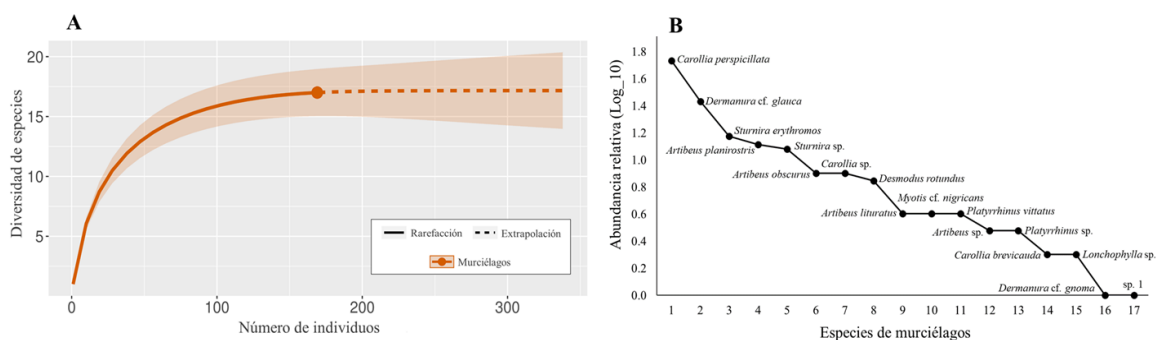 A
Diversidad de especies
20
15
10
5
0
100
200
300
Número de individuos
Rarefacción
Extrapolación
Murciélagos
B
Abundancia relativa (Log_10)
1.8
1.6
1.4
1.2
1.0
0.8
0.6
0.4
0.2
0.0
Carollia perspicillata
Dermanura cf. glauca
Sturnira erythromos
Artibeus planirostris
Sturnira sp.
Carollia sp.
Artibeus obscurus
Desmodus rotundus
Myotis cf. nigricans
Artibeus lituratus
Platyrrhinus vittatus
Artibeus sp.
Platyrrhinus sp.
Carollia brevicauda
Lonchophylla sp.
Dermanura cf. gnoma
sp. 1
1 2 3 4 5 6 7 8 9 10 11 12 13 14 15 16 17
Especies de murciélagos